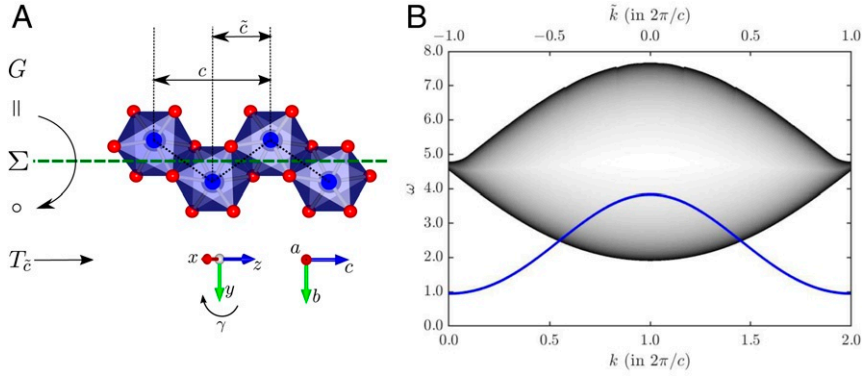 A
c̃
c
G
||
Σ
∘
T_c̃
x
z
y
γ
a
c
b
B
k̃ (in 2π/c)
-1.0 -0.5 0.0 0.5 1.0
8.0
7.0
6.0
5.0
ω
4.0
3.0
2.0
1.0
0.0
0.0 0.5 1.0 1.5 2.0
k (in 2π/c)